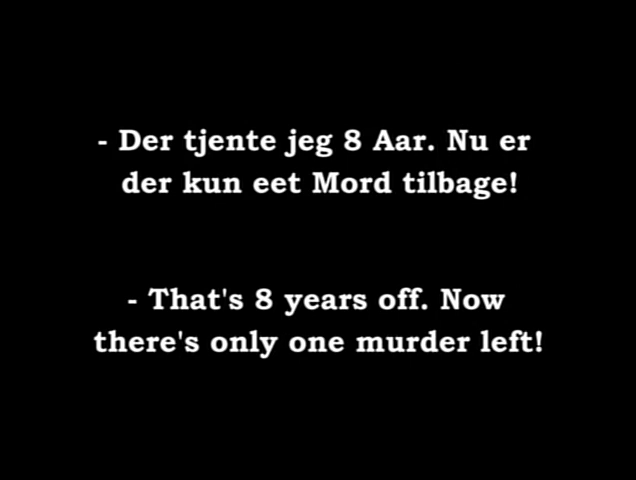 - Der tjente jeg 8 Aar. Nu er
der kun eet Mord tilbage!
- That's 8 years off. Now
there's only one murder left!